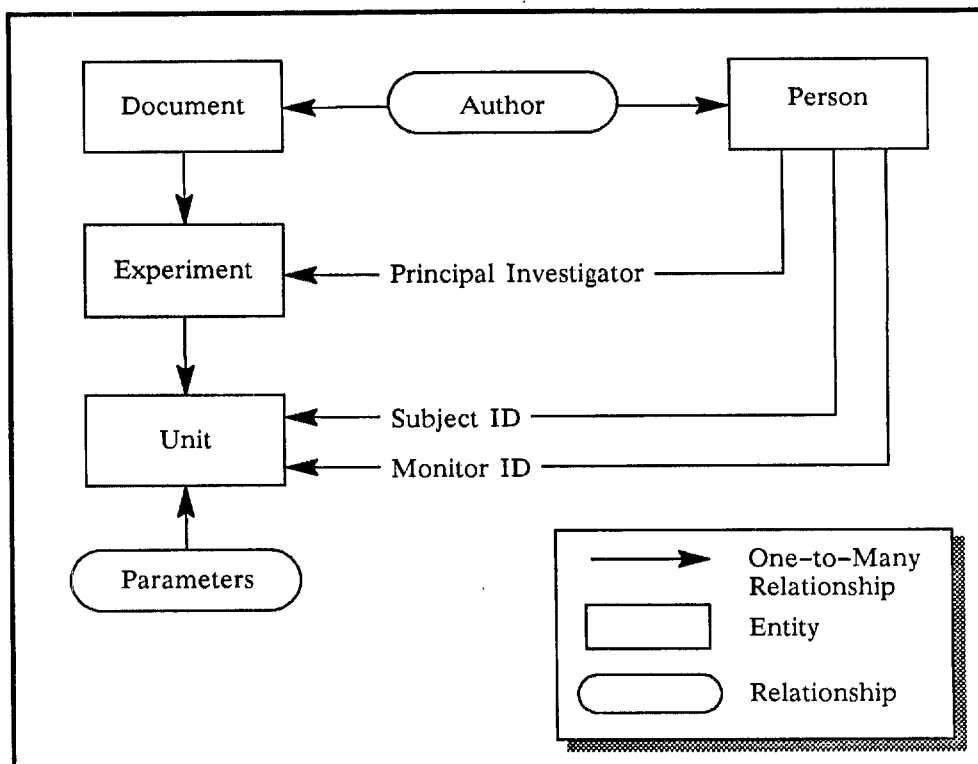 Document
Author
Person
Experiment
Principal Investigator
Unit
Subject ID
Monitor ID
Parameters
One-to-Many
Relationship
Entity
Relationship